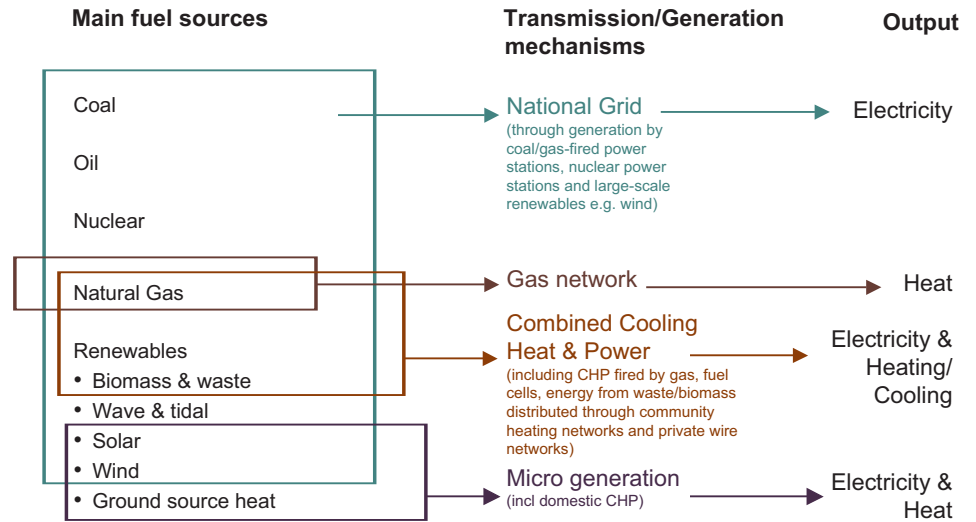 Main fuel sources
Transmission/Generation
mechanisms
Output
Coal
Oil
Nuclear
Natural Gas
Renewables
• Biomass & waste
• Wave & tidal
• Solar
• Wind
• Ground source heat
National Grid
(through generation by
coal/gas-fired power
stations, nuclear power
stations and large-scale
renewables e.g. wind)
Electricity
Gas network
Heat
Combined Cooling
Heat & Power
(including CHP fired by gas, fuel
cells, energy from waste/biomass
distributed through community
heating networks and private wire
networks)
Electricity &
Heating/
Cooling
Micro generation
(incl domestic CHP)
Electricity &
Heat